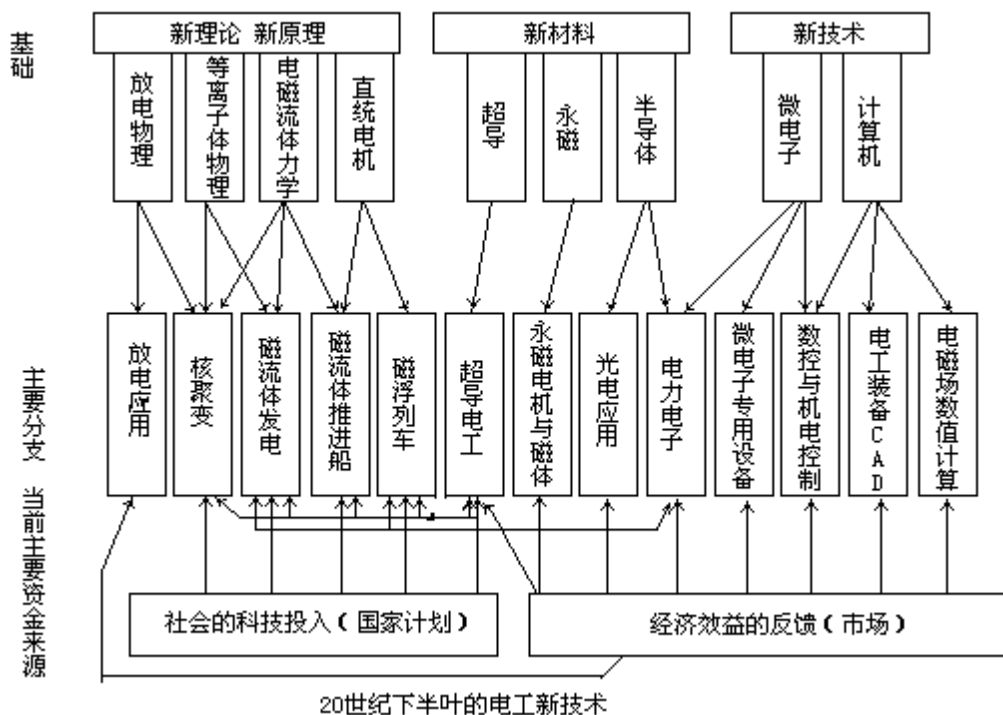 基础
新理论 新原理
新材料
新技术
放电物理
等离子体物理
电磁流体力学
直统电机
超导
永磁
半导体
微电子
计算机
主要分支
放电应用
核聚变
磁流体发电
磁流体推进船
磁浮列车
超导电工
永磁电机与磁体
光电应用
电力电子
微电子专用设备
数控与机电控制
电工装备CAD
电磁场数值计算
当前主要资金来源
社会的科技投入(国家计划)
经济效益的反馈(市场)
20世纪下半叶的电工新技术